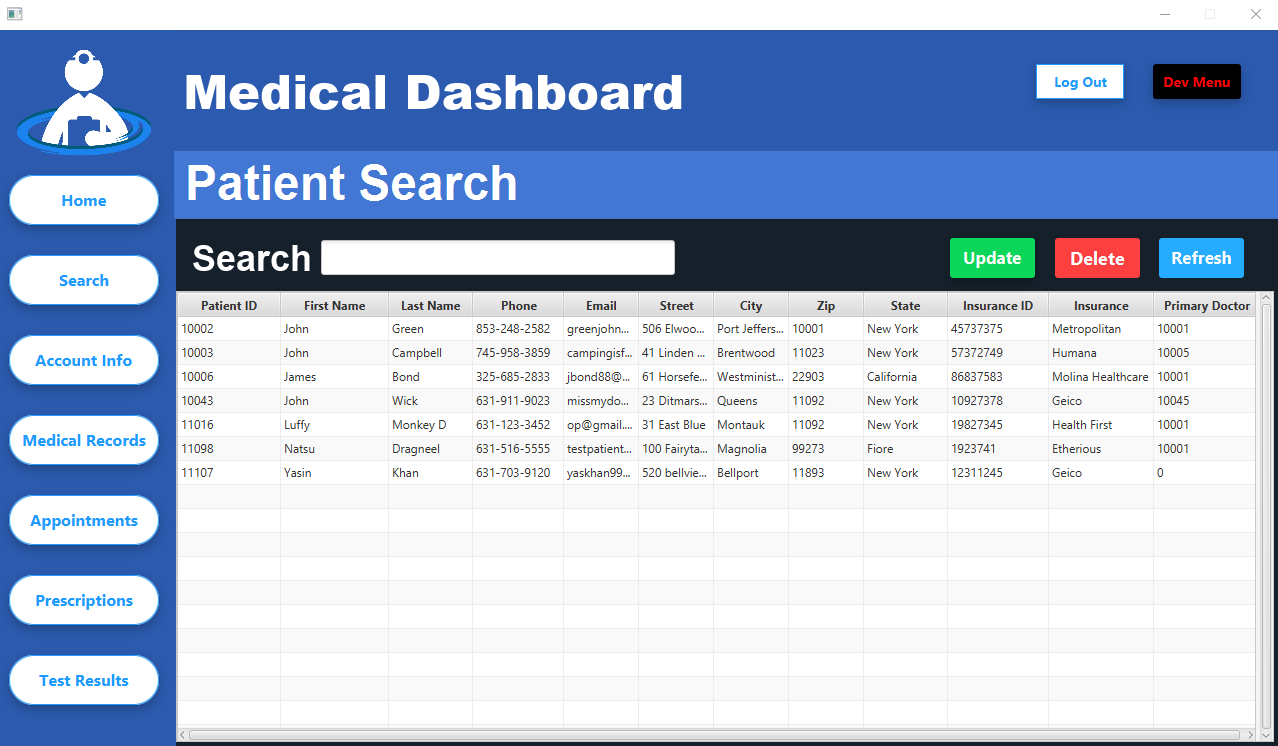 Medical Dashboard
Log Out
Dev Menu
Patient Search
Home
Search
Account Info
Medical Records
Appointments
Prescriptions
Test Results
Search
Update
Delete
Refresh
Patient ID First Name Last Name Phone Email Street City Zip State Insurance ID Insurance Primary Doctor
10002 John Green 853-248-2582 greenjohn... 506 Elwoo... Port Jeffers... 10001 New York 45737375 Metropolitan 10001
10003 John Campbell 745-958-3859 campingisf... 41 Linden ... Brentwood 11023 New York 57372749 Humana 10005
10006 James Bond 325-685-2833 jbond88@... 61 Horsefe... Westminist... 22903 California 86837583 Molina Healthcare 10001
10043 John Wick 631-911-9023 missmydo... 23 Ditmars... Queens 11092 New York 10927378 Geico 10045
11016 Luffy Monkey D 631-123-3452 op@gmail.... 31 East Blue Montauk 11092 New York 19827345 Health First 10001
11098 Natsu Dragneel 631-516-5555 testpatient... 100 Fairyta... Magnolia 99273 Fiore 1923741 Etherious 10001
11107 Yasin Khan 631-703-9120 yaskhan99... 520 bellvie... Bellport 11893 New York 12311245 Geico 0